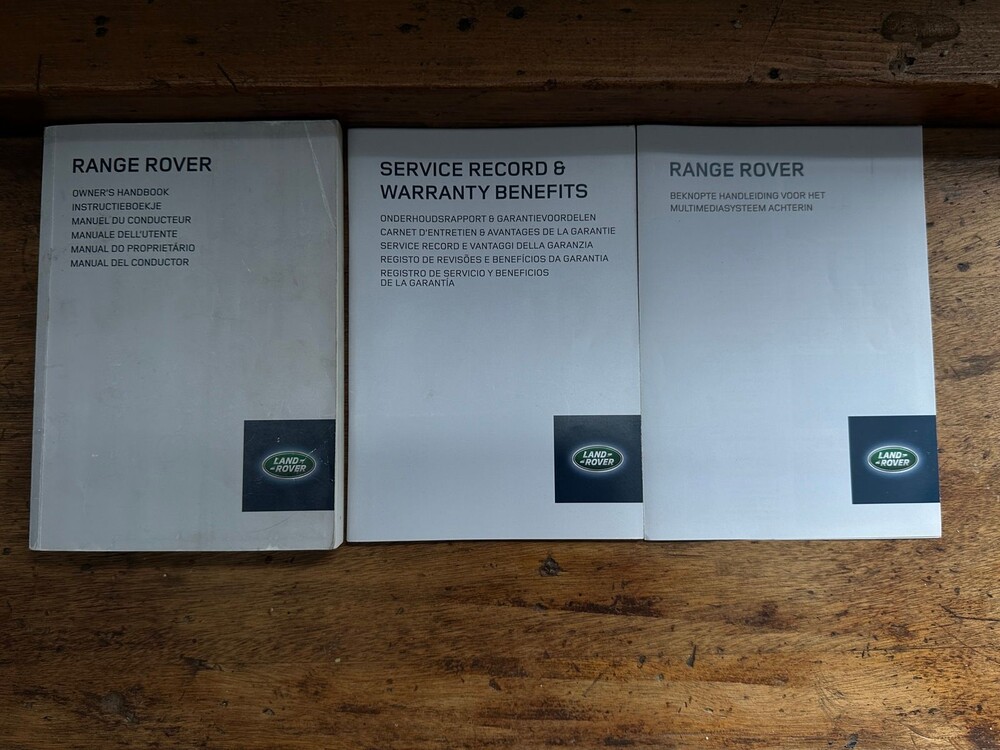 RANGE ROVER
OWNER'S HANDBOOK
INSTRUCTIEBOEKJE
MANUEL DU CONDUCTEUR
MANUALE DELL'UTENTE
MANUAL DO PROPRIETÁRIO
MANUAL DEL CONDUCTOR
LAND-
-ROVER
SERVICE RECORD &
WARRANTY BENEFITS
ONDERHOUDSRAPPORT & GARANTIEVOORDELEN
CARNET D'ENTRETIEN & AVANTAGES DE LA GARANTIE
SERVICE RECORD E VANTAGGI DELLA GARANZIA
REGISTO DE REVISÕES E BENEFÍCIOS DA GARANTIA
REGISTRO DE SERVICIO Y BENEFICIOS
DE LA GARANTÍA
LAND-
-ROVER
RANGE ROVER
BEKNOPTE HANDLEIDING VOOR HET
MULTIMEDIASYSTEEM ACHTERIN
LAND-
-ROVER